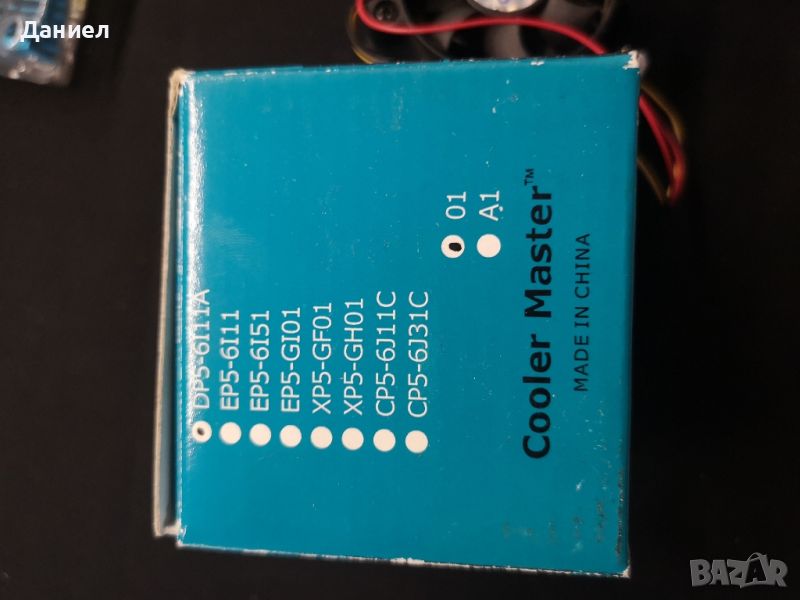 Даниел
DP5-6I11A
EP5-6I11
EP5-6I51
EP5-GI01
XP5-GF01
XP5-GH01
CP5-6J11C
CP5-6J31C
01
A1
Cooler Master™
MADE IN CHINA
BAZAR